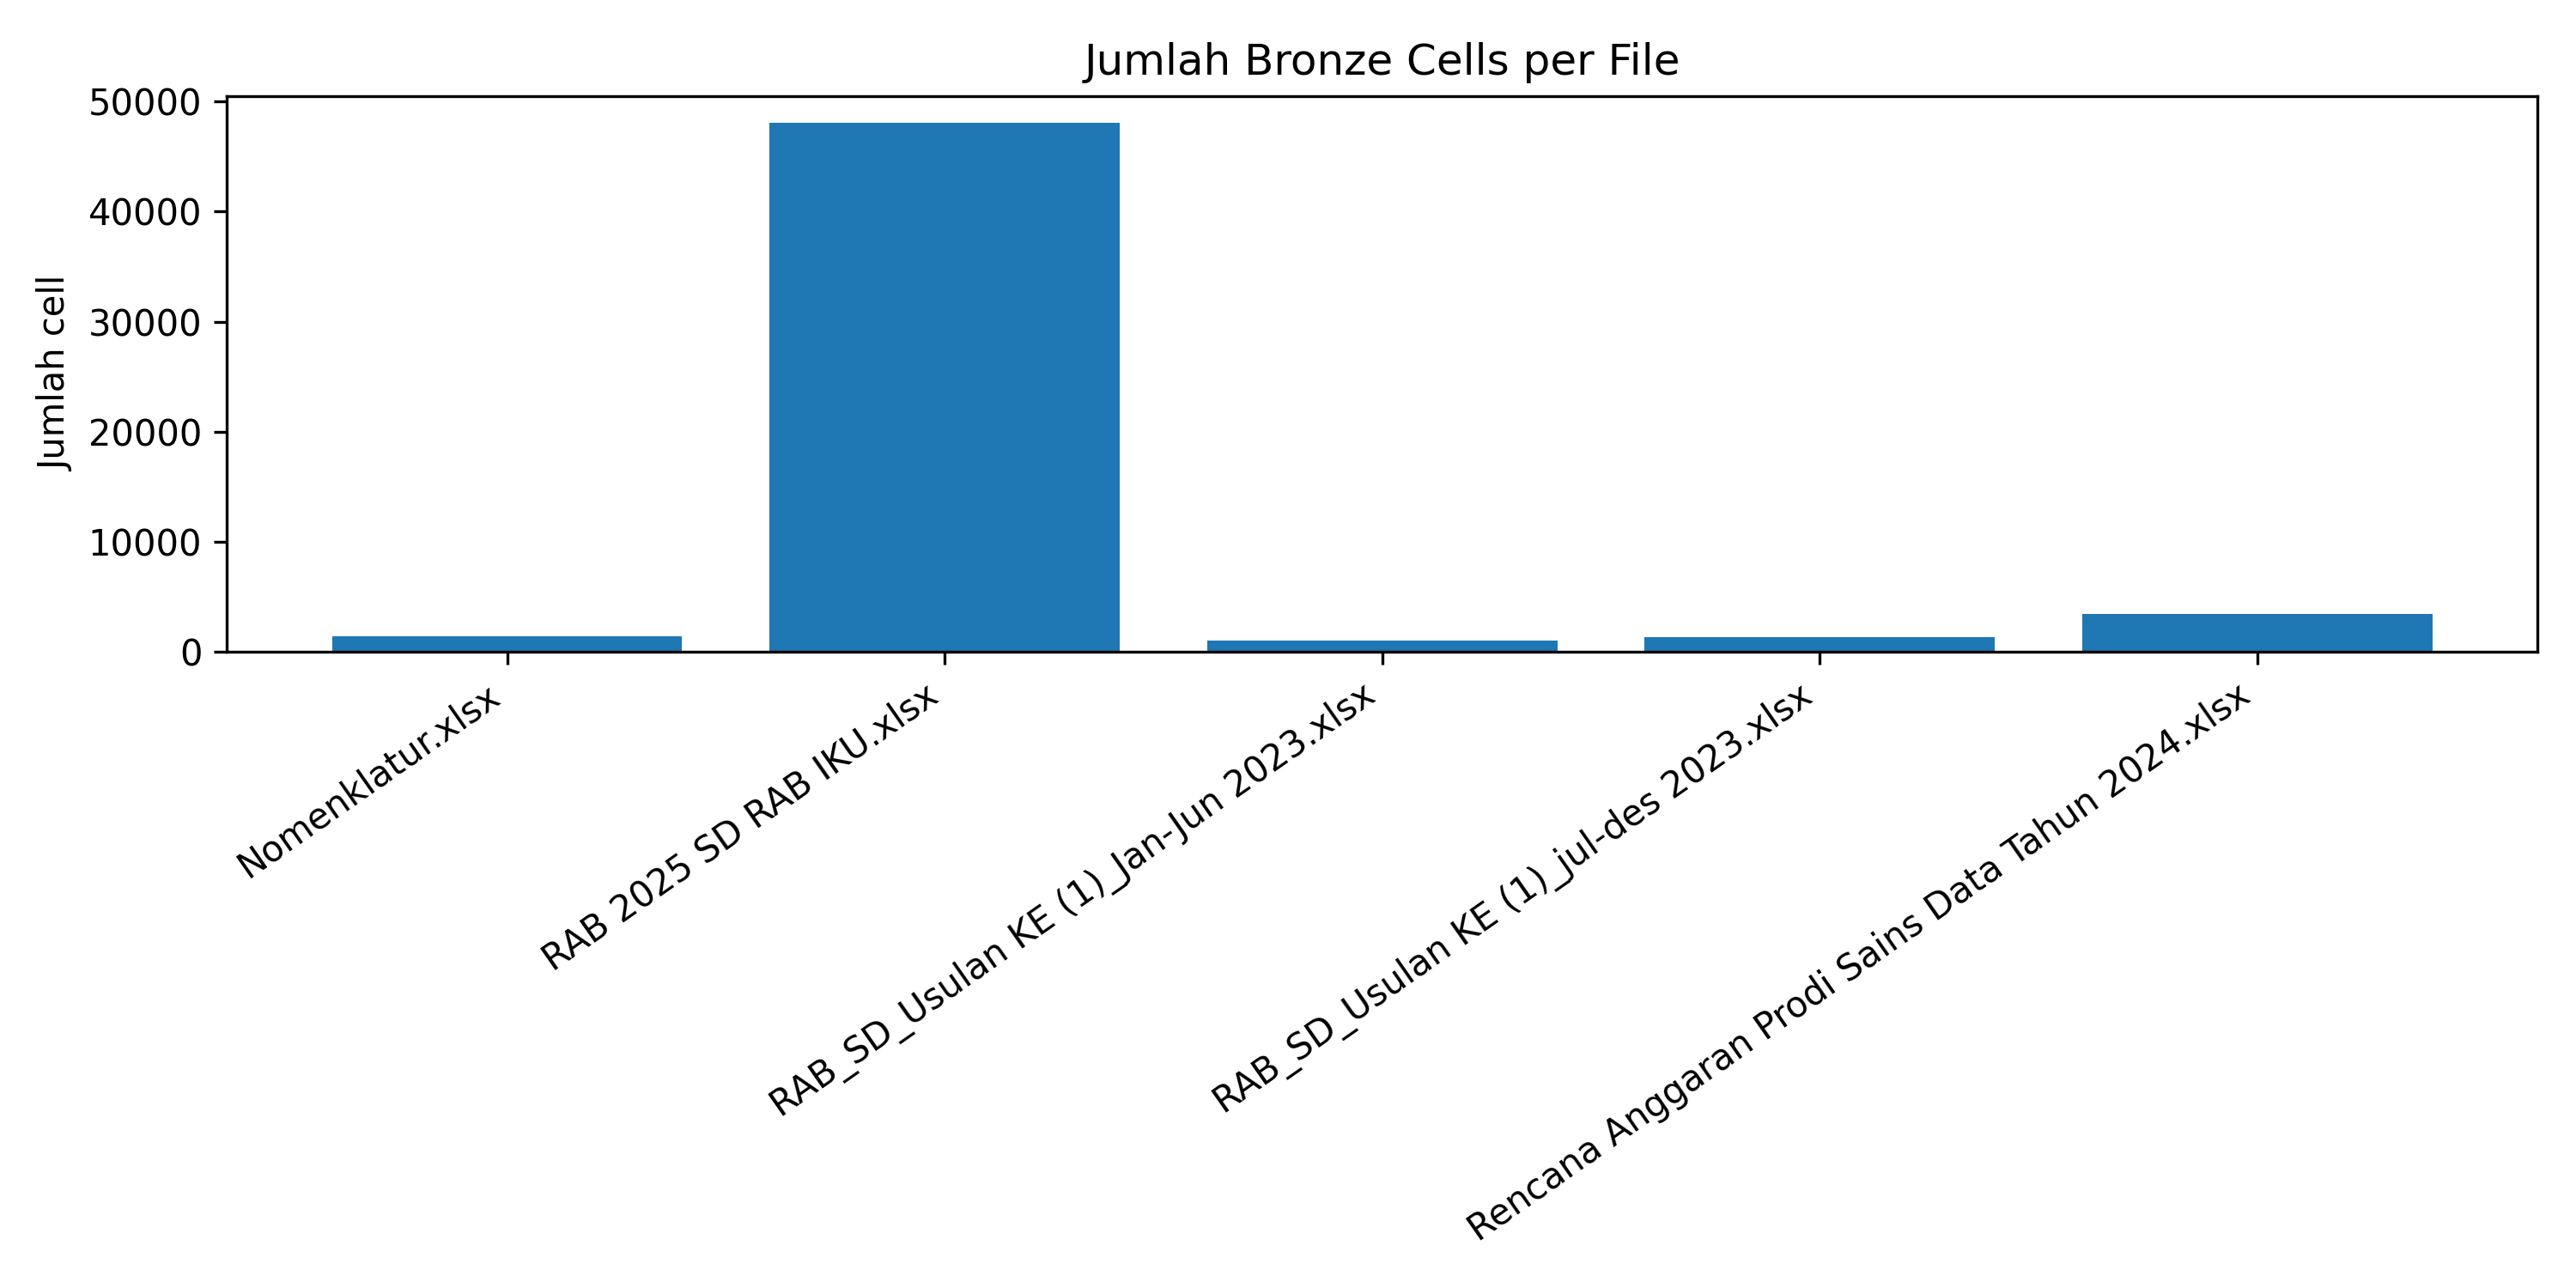 Jumlah Bronze Cells per File
Jumlah cell
50000
40000
30000
20000
10000
0
Nomenklatur.xlsx
RAB 2025 SD RAB IKU.xlsx
RAB_SD_Usulan KE (1)_Jan-Jun 2023.xlsx
RAB_SD_Usulan KE (1)_jul-des 2023.xlsx
Rencana Anggaran Prodi Sains Data Tahun 2024.xlsx